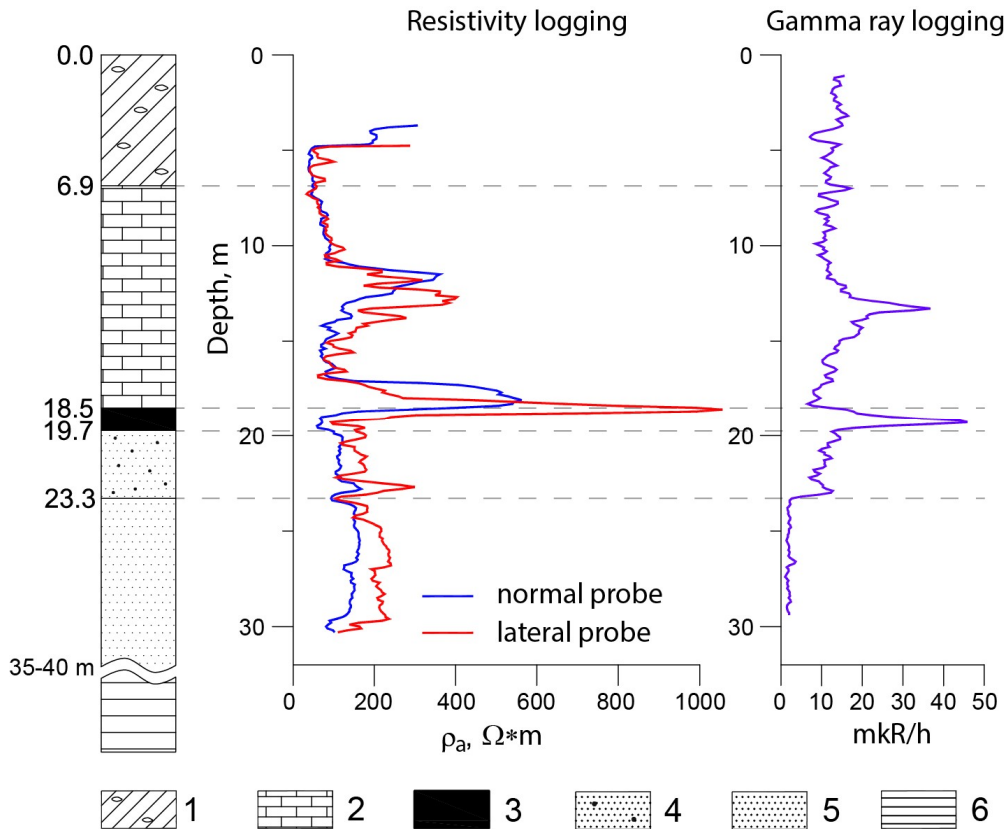 Resistivity logging
Gamma ray logging
0.0
6.9
18.5
19.7
23.3
35-40 m
Depth, m
0
10
20
30
normal probe
lateral probe
0 200 400 600 800 1000
ρa, Ω*m
0
10
20
30
0 10 20 30 40 50
mkR/h
1 2 3 4 5 6